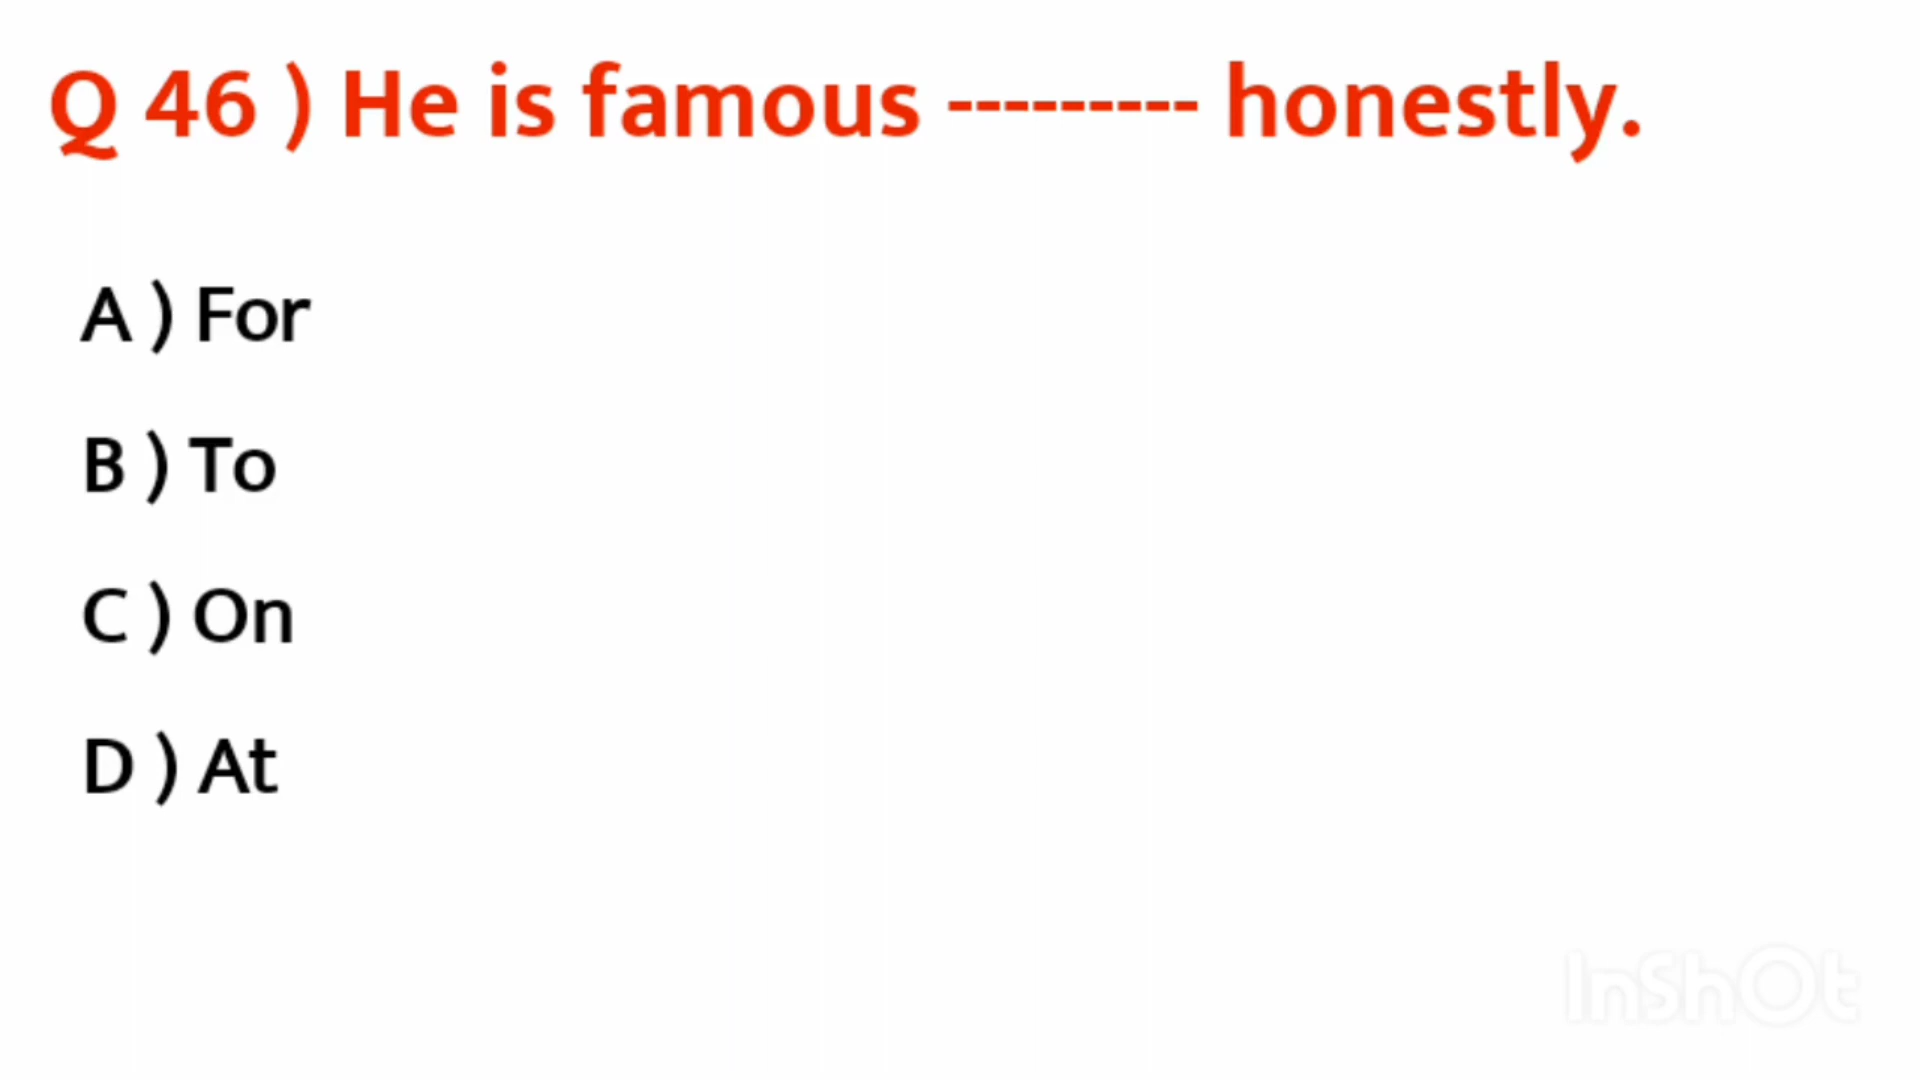 Q 46 ) He is famous --------- honestly.
A ) For
B ) To
C ) On
D ) At
InShOt